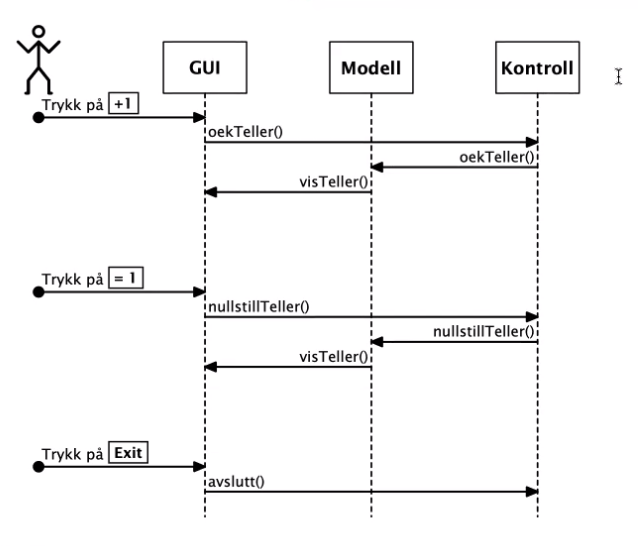 GUI
Modell
Kontroll
Trykk på +1
oekTeller()
oekTeller()
visTeller()
Trykk på = 1
nullstillTeller()
nullstillTeller()
visTeller()
Trykk på Exit
avslutt()